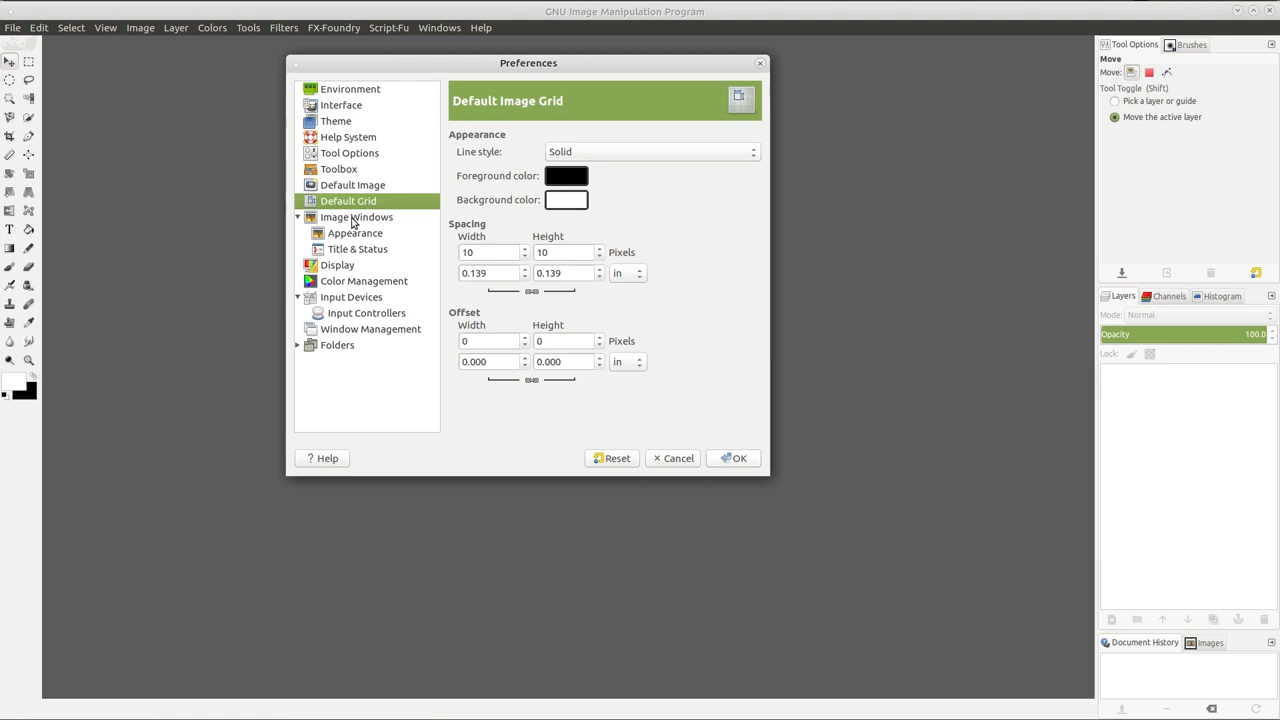 GNU Image Manipulation Program
File Edit Select View Image Layer Colors Tools Filters FX-Foundry Script-Fu Windows Help
Preferences
Environment
Interface
Theme
Help System
Tool Options
Toolbox
Default Image
Default Grid
Image Windows
Appearance
Title & Status
Display
Color Management
Input Devices
Input Controllers
Window Management
Folders
Default Image Grid
Appearance
Line style: Solid
Foreground color:
Background color:
Spacing
Width Height
10 10 Pixels
0.139 0.139 in
Offset
Width Height
0 0 Pixels
0.000 0.000 in
? Help Reset Cancel OK
Tool Options Brushes
Move
Move:
Tool Toggle (Shift)
Pick a layer or guide
Move the active layer
Layers Channels Histogram
Mode: Normal
Opacity 100.0
Lock:
Document History Images